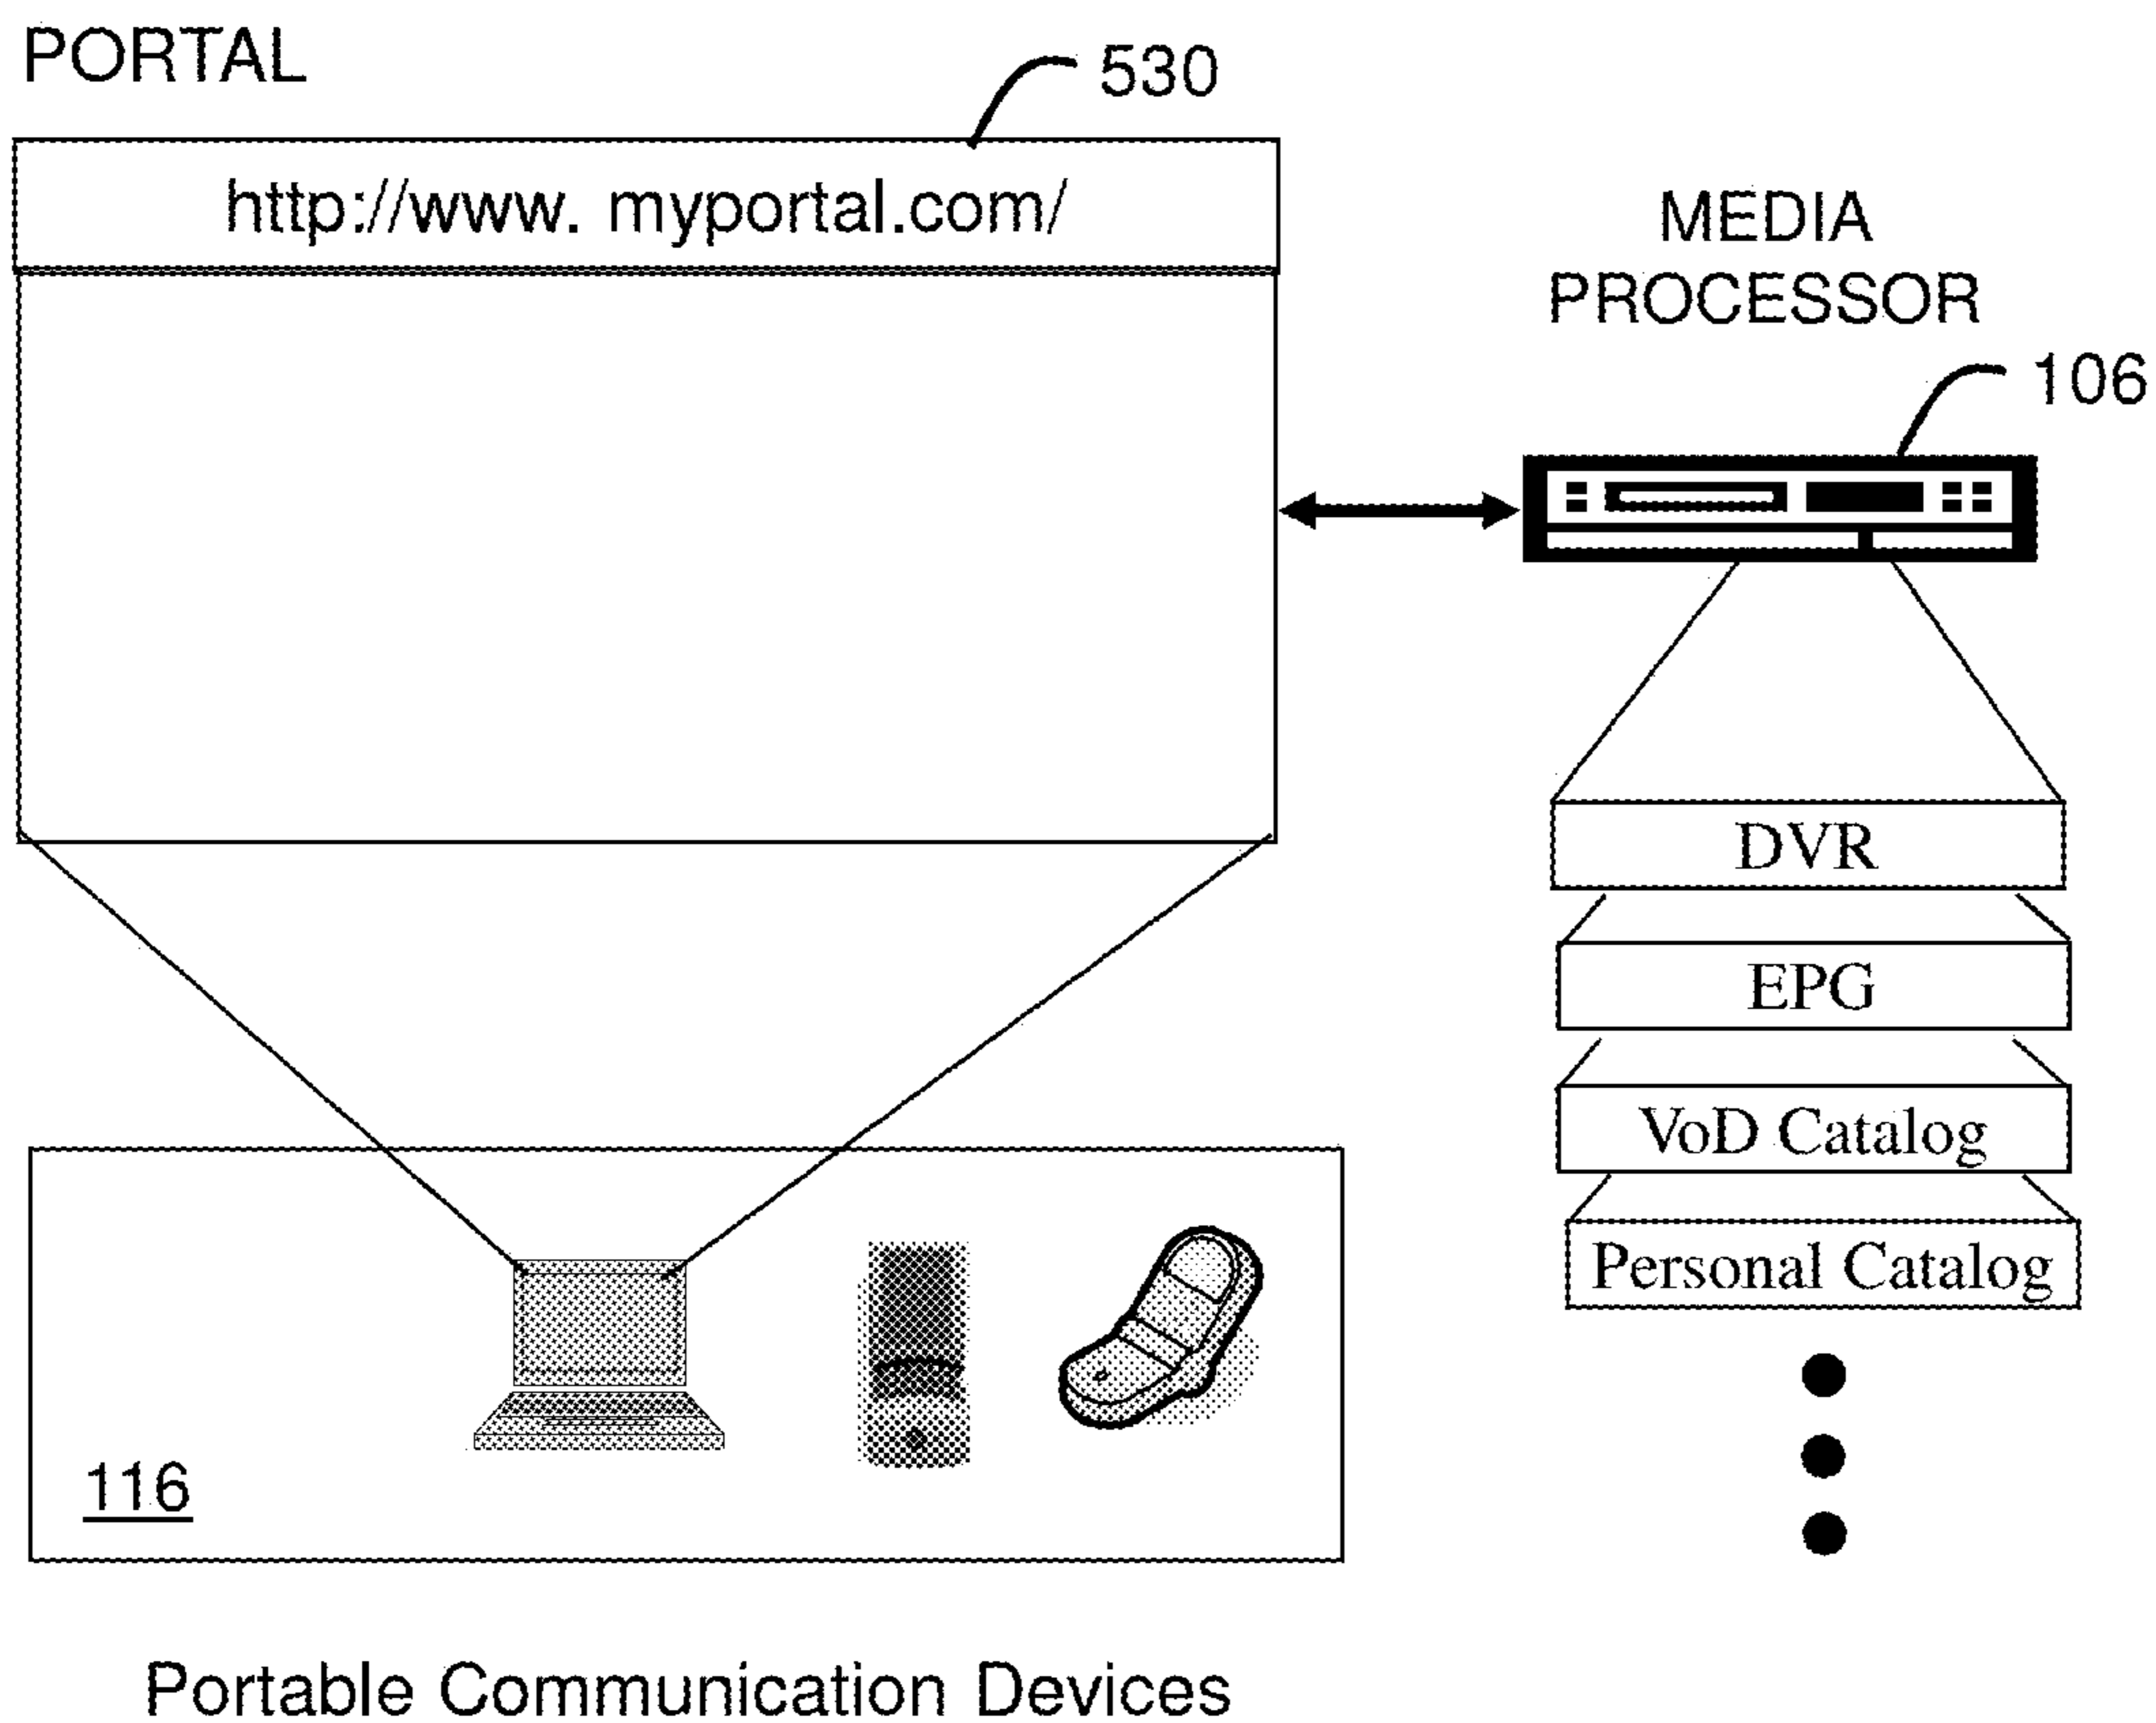 PORTAL
530
http://www. myportal.com/
MEDIA
PROCESSOR
106
DVR
EPG
VoD Catalog
Personal Catalog
116
Portable Communication Devices